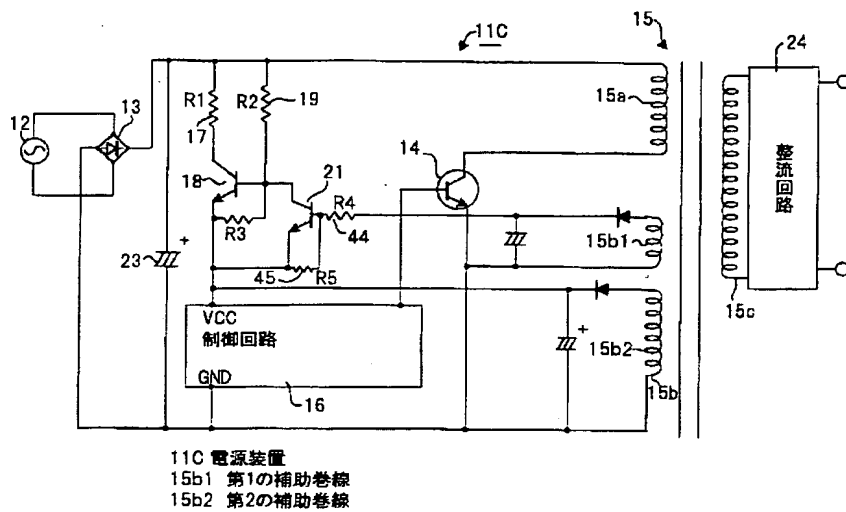 11C
15
24
12
13
R1
R2
19
17
15a
整流回路
14
18
21
R4
R3
44
15b1
23
+
45
R5
15c
VCC
制御回路
+
15b2
GND
16
15b
11C 電源装置
15b1 第1の補助巻線
15b2 第2の補助巻線